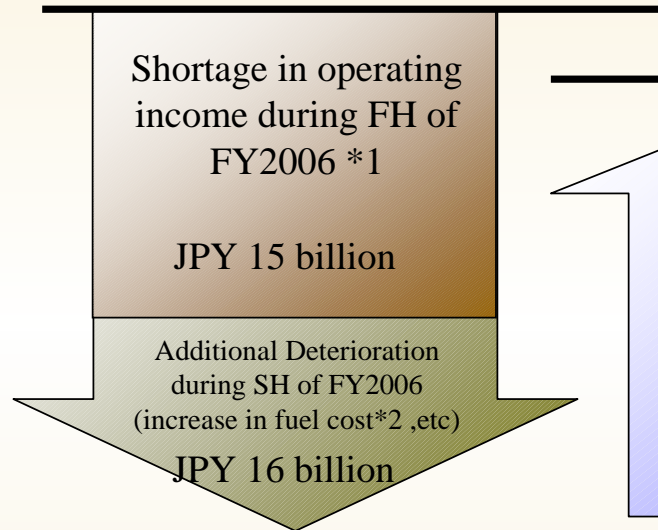 Shortage in operating
income during FH of
FY2006 *1
JPY 15 billion
Additional Deterioration
during SH of FY2006
(increase in fuel cost*2 ,etc)
JPY 16 billion